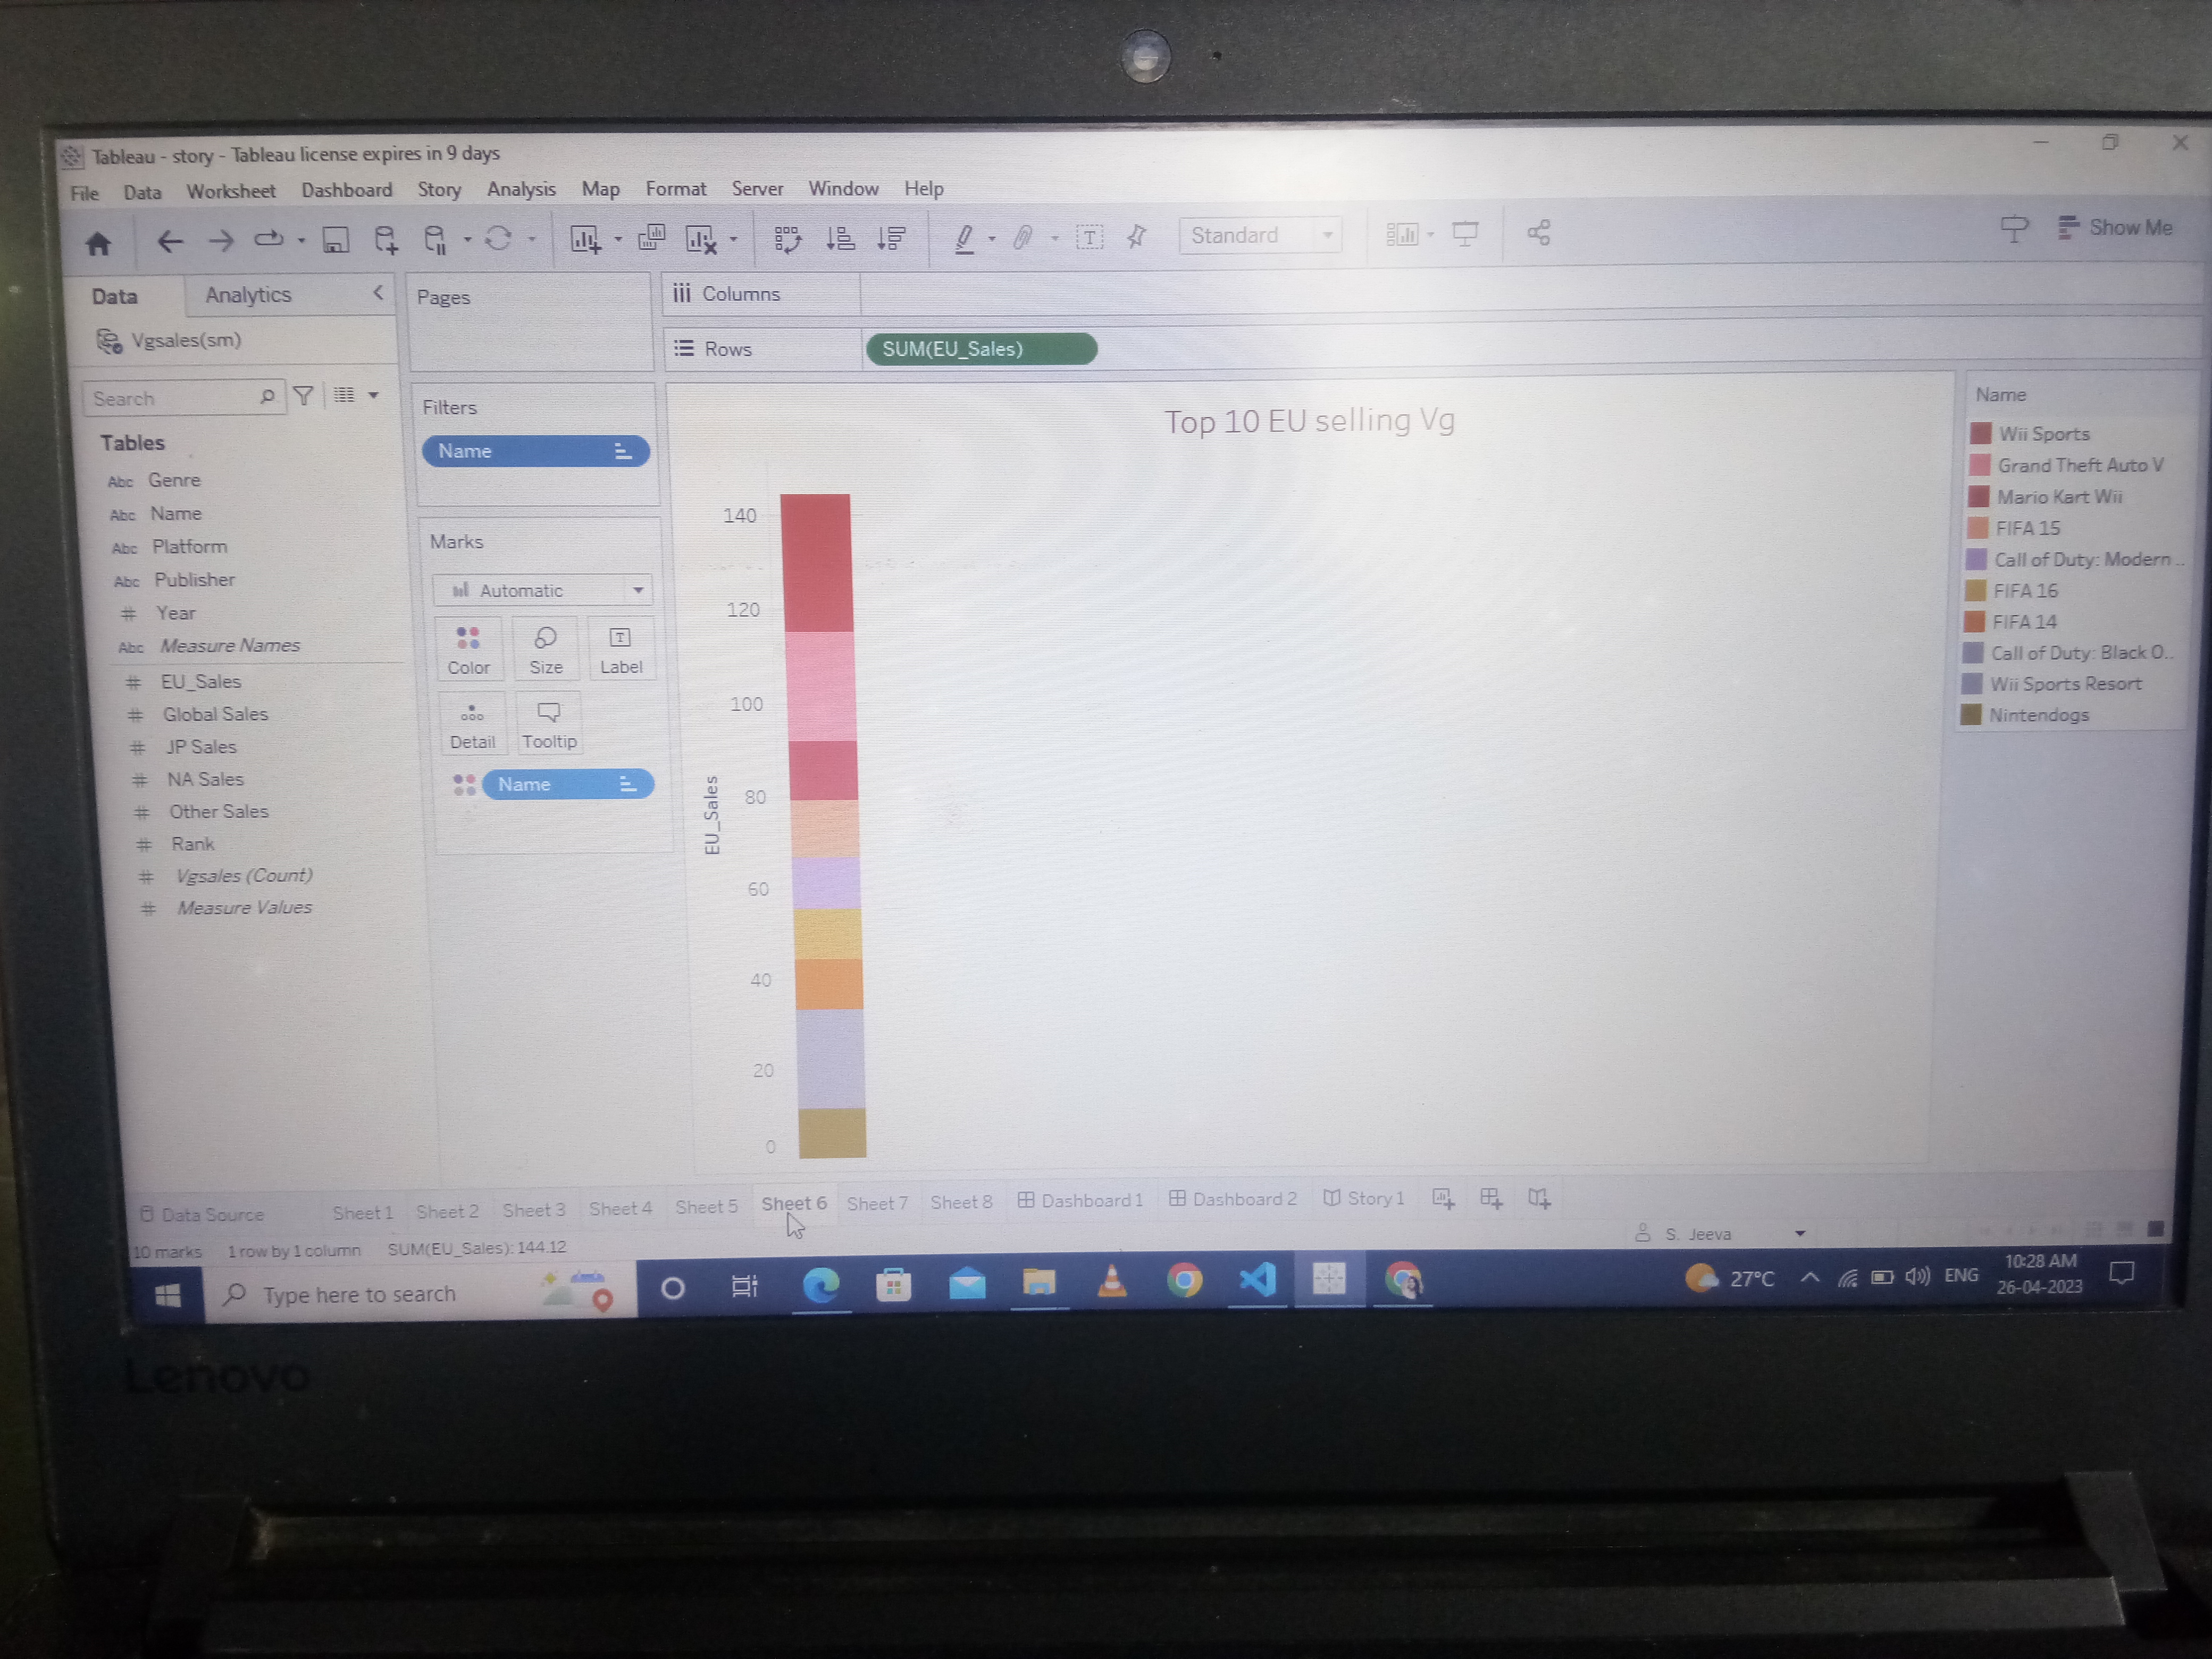 Tableau - story - Tableau license expires in 9 days
File Data Worksheet Dashboard Story Analysis Map Format Server Window Help
Standard
Show Me
Data Analytics
Vgsales(sm)
Search
Tables
Abc Genre
Abc Name
Abc Platform
Abc Publisher
# Year
Abc Measure Names
# EU_Sales
# Global Sales
# JP Sales
# NA Sales
# Other Sales
# Rank
# Vgsales (Count)
# Measure Values
Pages
Filters
Name
Marks
Automatic
Color Size Label
Detail Tooltip
Name
Columns
Rows SUM(EU_Sales)
Top 10 EU selling Vg
EU_Sales
140
120
100
80
60
40
20
0
Name
Wii Sports
Grand Theft Auto V
Mario Kart Wii
FIFA 15
Call of Duty: Modern ..
FIFA 16
FIFA 14
Call of Duty: Black O..
Wii Sports Resort
Nintendogs
Data Source Sheet 1 Sheet 2 Sheet 3 Sheet 4 Sheet 5 Sheet 6 Sheet 7 Sheet 8 Dashboard 1 Dashboard 2 Story 1
10 marks 1 row by 1 column SUM(EU_Sales): 144.12
S. Jeeva
Type here to search
27°C
ENG
10:28 AM
26-04-2023
Lenovo